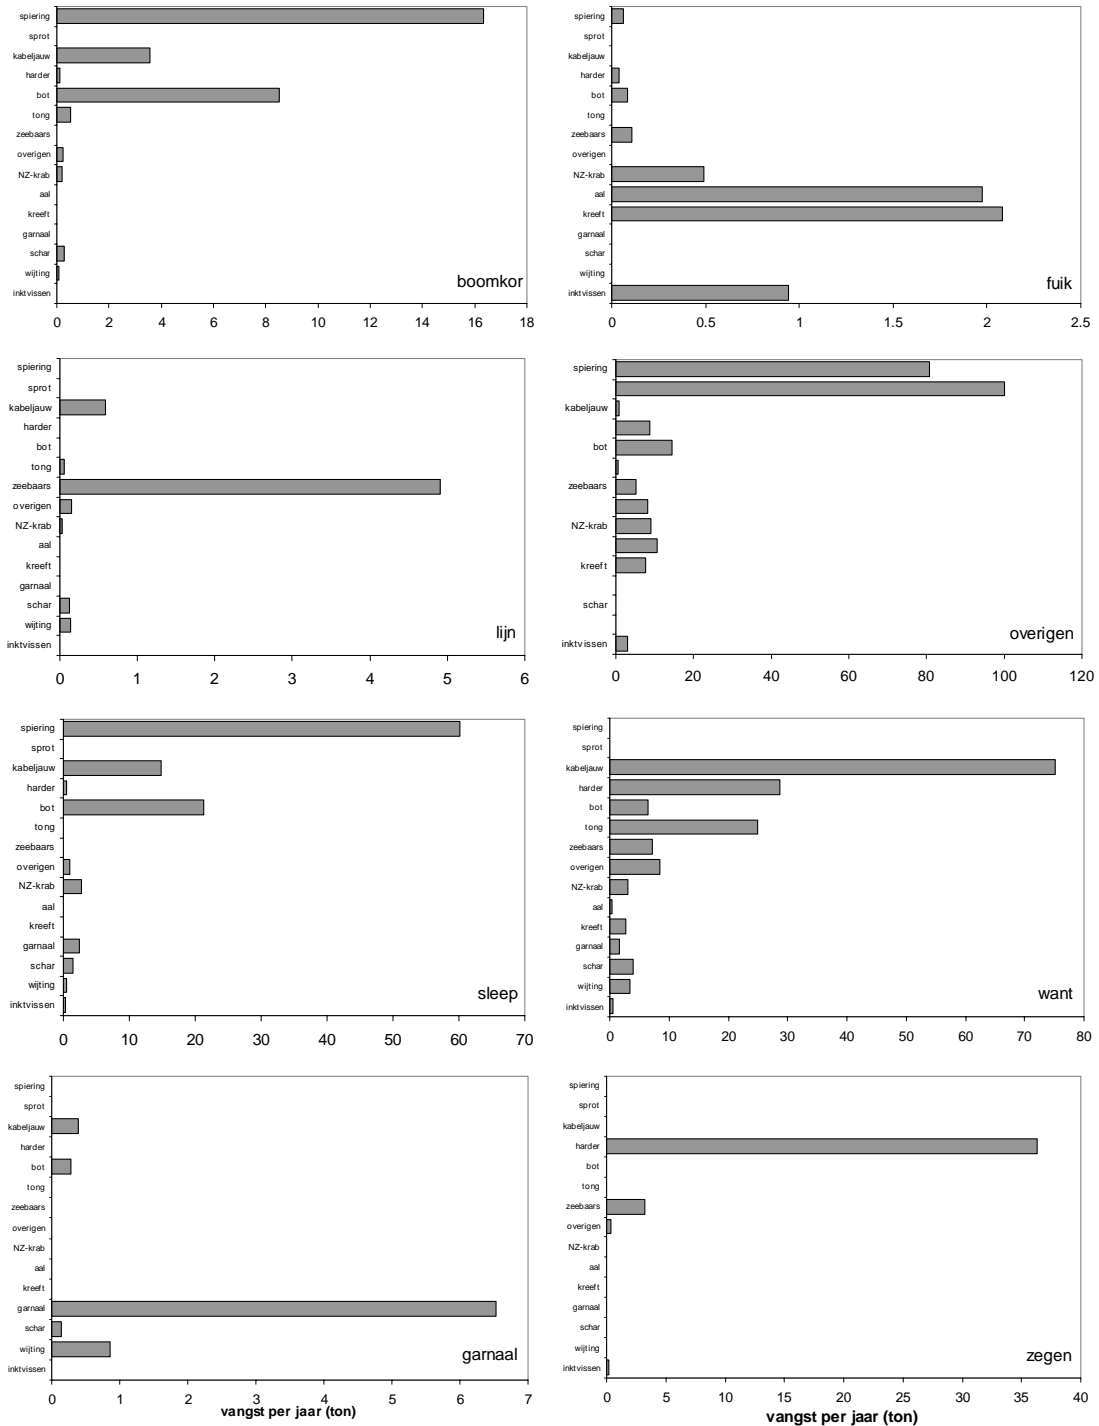 spiering
sprot
kabeljauw
harder
bot
tong
zeebaars
overigen
NZ-krab
aal
kreeft
garnaal
schar
wijting
inktvissen
boomkor
0 2 4 6 8 10 12 14 16 18
spiering
sprot
kabeljauw
harder
bot
tong
zeebaars
overigen
NZ-krab
aal
kreeft
garnaal
schar
wijting
inktvissen
fuik
0 0.5 1 1.5 2 2.5
spiering
sprot
kabeljauw
harder
bot
tong
zeebaars
overigen
NZ-krab
aal
kreeft
garnaal
schar
wijting
inktvissen
lijn
0 1 2 3 4 5 6
spiering
kabeljauw
bot
zeebaars
NZ-krab
kreeft
schar
inktvissen
overigen
0 20 40 60 80 100 120
spiering
sprot
kabeljauw
harder
bot
tong
zeebaars
overigen
NZ-krab
aal
kreeft
garnaal
schar
wijting
inktvissen
sleep
0 10 20 30 40 50 60 70
spiering
sprot
kabeljauw
harder
bot
tong
zeebaars
overigen
NZ-krab
aal
kreeft
garnaal
schar
wijting
inktvissen
want
0 10 20 30 40 50 60 70 80
spiering
sprot
kabeljauw
harder
bot
tong
zeebaars
overigen
NZ-krab
aal
kreeft
garnaal
schar
wijting
inktvissen
garnaal
0 1 2 3 4 5 6 7
vangst per jaar (ton)
spiering
sprot
kabeljauw
harder
bot
tong
zeebaars
overigen
NZ-krab
aal
kreeft
garnaal
schar
wijting
inktvissen
zegen
0 5 10 15 20 25 30 35 40
vangst per jaar (ton)